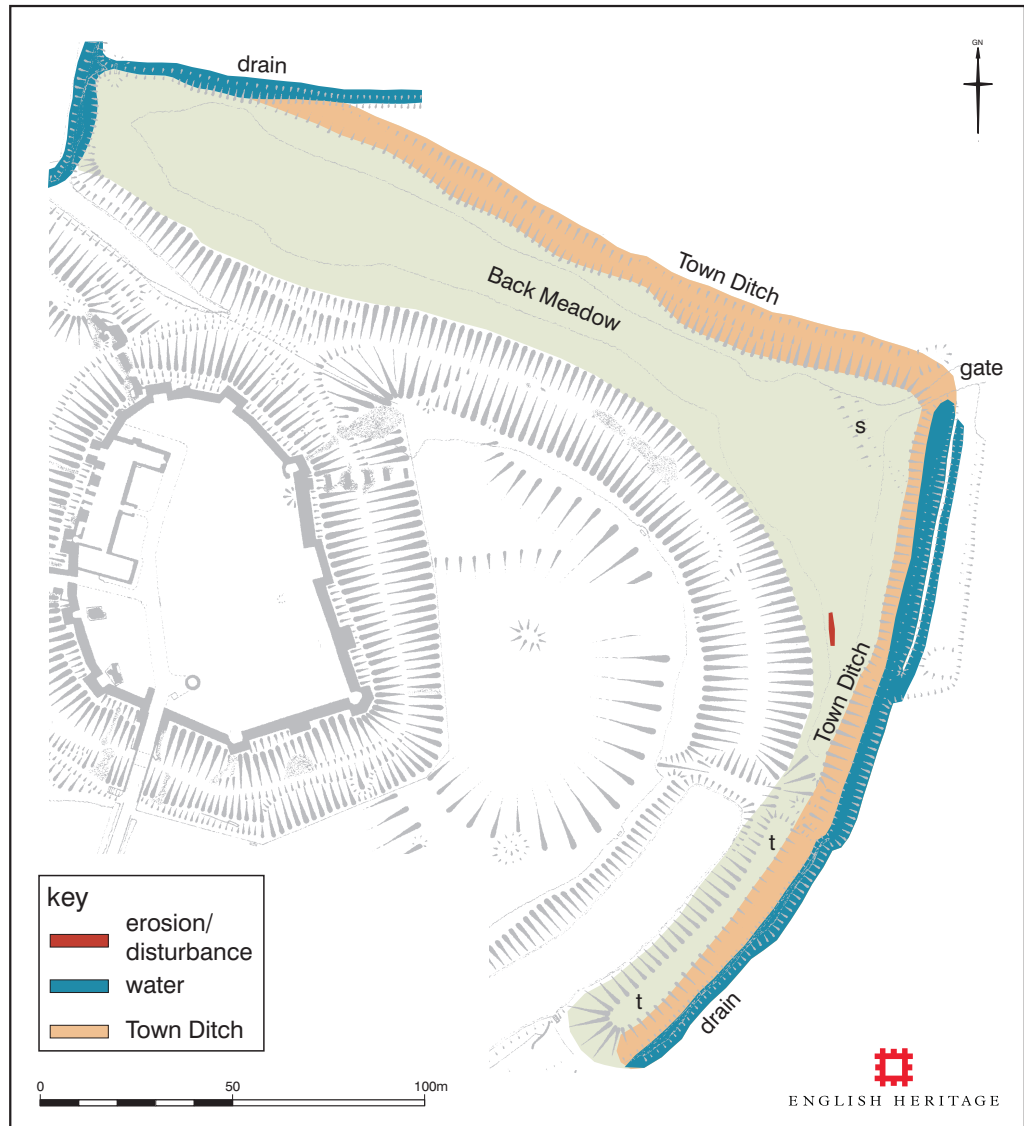 drain
GN
Town Ditch
Back Meadow
gate
s
Town Ditch
t
t
drain
key
erosion/
disturbance
water
Town Ditch
0 50 100m
ENGLISH HERITAGE